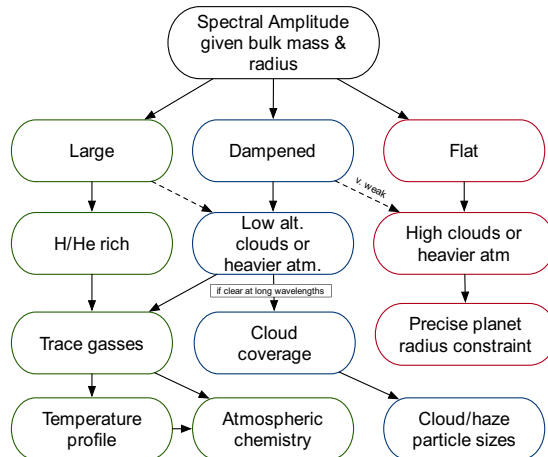 Spectral Amplitude
given bulk mass &
radius
Large
Dampened
Flat
v. weak
H/He rich
Low alt.
clouds or
heavier atm.
High clouds or
heavier atm
if clear at long wavelengths
Trace gasses
Cloud
coverage
Precise planet
radius constraint
Temperature
profile
Atmospheric
chemistry
Cloud/haze
particle sizes